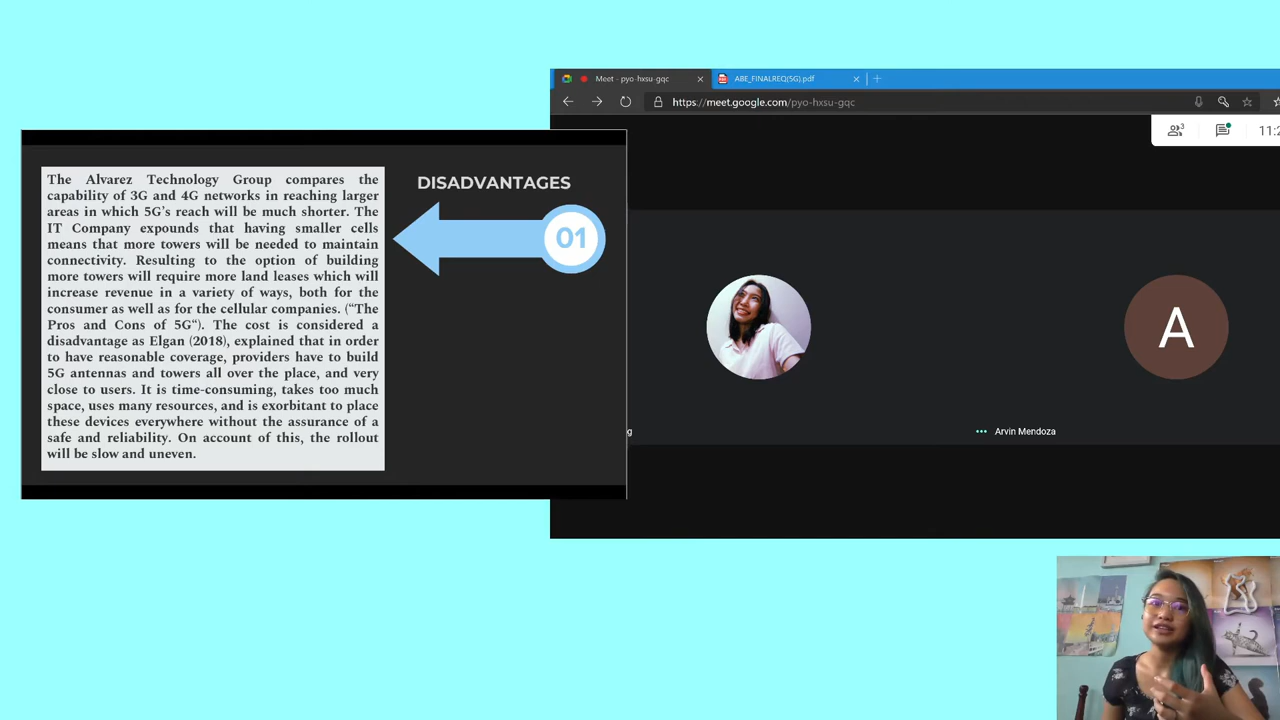 Meet - pyo-hxsu-gqc
ABE_FINALREQ(5G).pdf
https://meet.google.com/pyo-hxsu-gqc
3
11:2
The Alvarez Technology Group compares the
capability of 3G and 4G networks in reaching larger
areas in which 5G's reach will be much shorter. The
IT Company expounds that having smaller cells
means that more towers will be needed to maintain
connectivity. Resulting to the option of building
more towers will require more land leases which will
increase revenue in a variety of ways, both for the
consumer as well as for the cellular companies. ("The
Pros and Cons of 5G"). The cost is considered a
disadvantage as Elgan (2018), explained that in order
to have reasonable coverage, providers have to build
5G antennas and towers all over the place, and very
close to users. It is time-consuming, takes too much
space, uses many resources, and is exorbitant to place
these devices everywhere without the assurance of a
safe and reliability. On account of this, the rollout
will be slow and uneven.
DISADVANTAGES
01
A
g
Arvin Mendoza